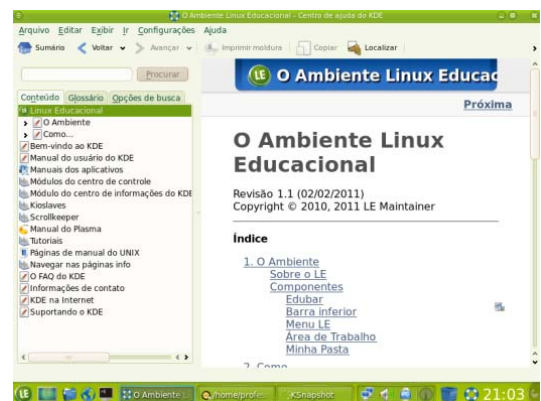 O Ambiente Linux Educacional - Centro de ajuda do KDE
Arquivo Editar Exibir Ir Configurações Ajuda
Sumário Voltar Avançar Imprimir moldura Copiar Localizar
Procurar
Conteúdo Glossário Opções de busca
Linux Educacional
O Ambiente
Como...
Bem-vindo ao KDE
Manual do usuário do KDE
Manuais dos aplicativos
Módulos do centro de controle
Módulo do centro de informações do KDE
Kioslaves
Scrollkeeper
Manual do Plasma
Tutoriais
Páginas de manual do UNIX
Navegar nas páginas info
O FAQ do KDE
Informações de contato
KDE na Internet
Suportando o KDE
LE O Ambiente Linux Educac
Próxima
O Ambiente Linux
Educacional
Revisão 1.1 (02/02/2011)
Copyright © 2010, 2011 LE Maintainer
Índice
1. O Ambiente
Sobre o LE
Componentes
Edubar
Barra inferior
Menu LE
Área de Trabalho
Minha Pasta
2. Como
LE O Ambiente L /home/profes KSnapshot 21:03